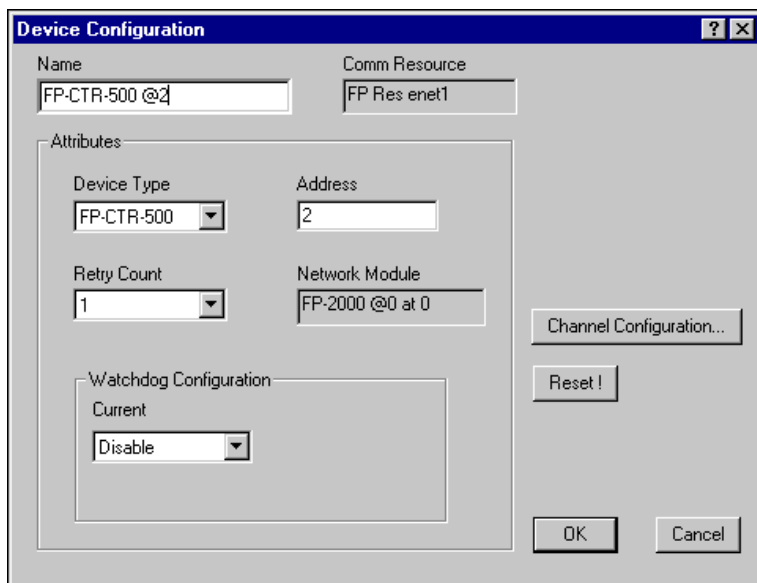 Device Configuration
Name
Comm Resource
FP-CTR-500 @2
FP Res enet1
Attributes
Device Type
Address
FP-CTR-500
2
Retry Count
Network Module
1
FP-2000 @0 at 0
Channel Configuration...
Watchdog Configuration
Reset !
Current
Disable
OK
Cancel